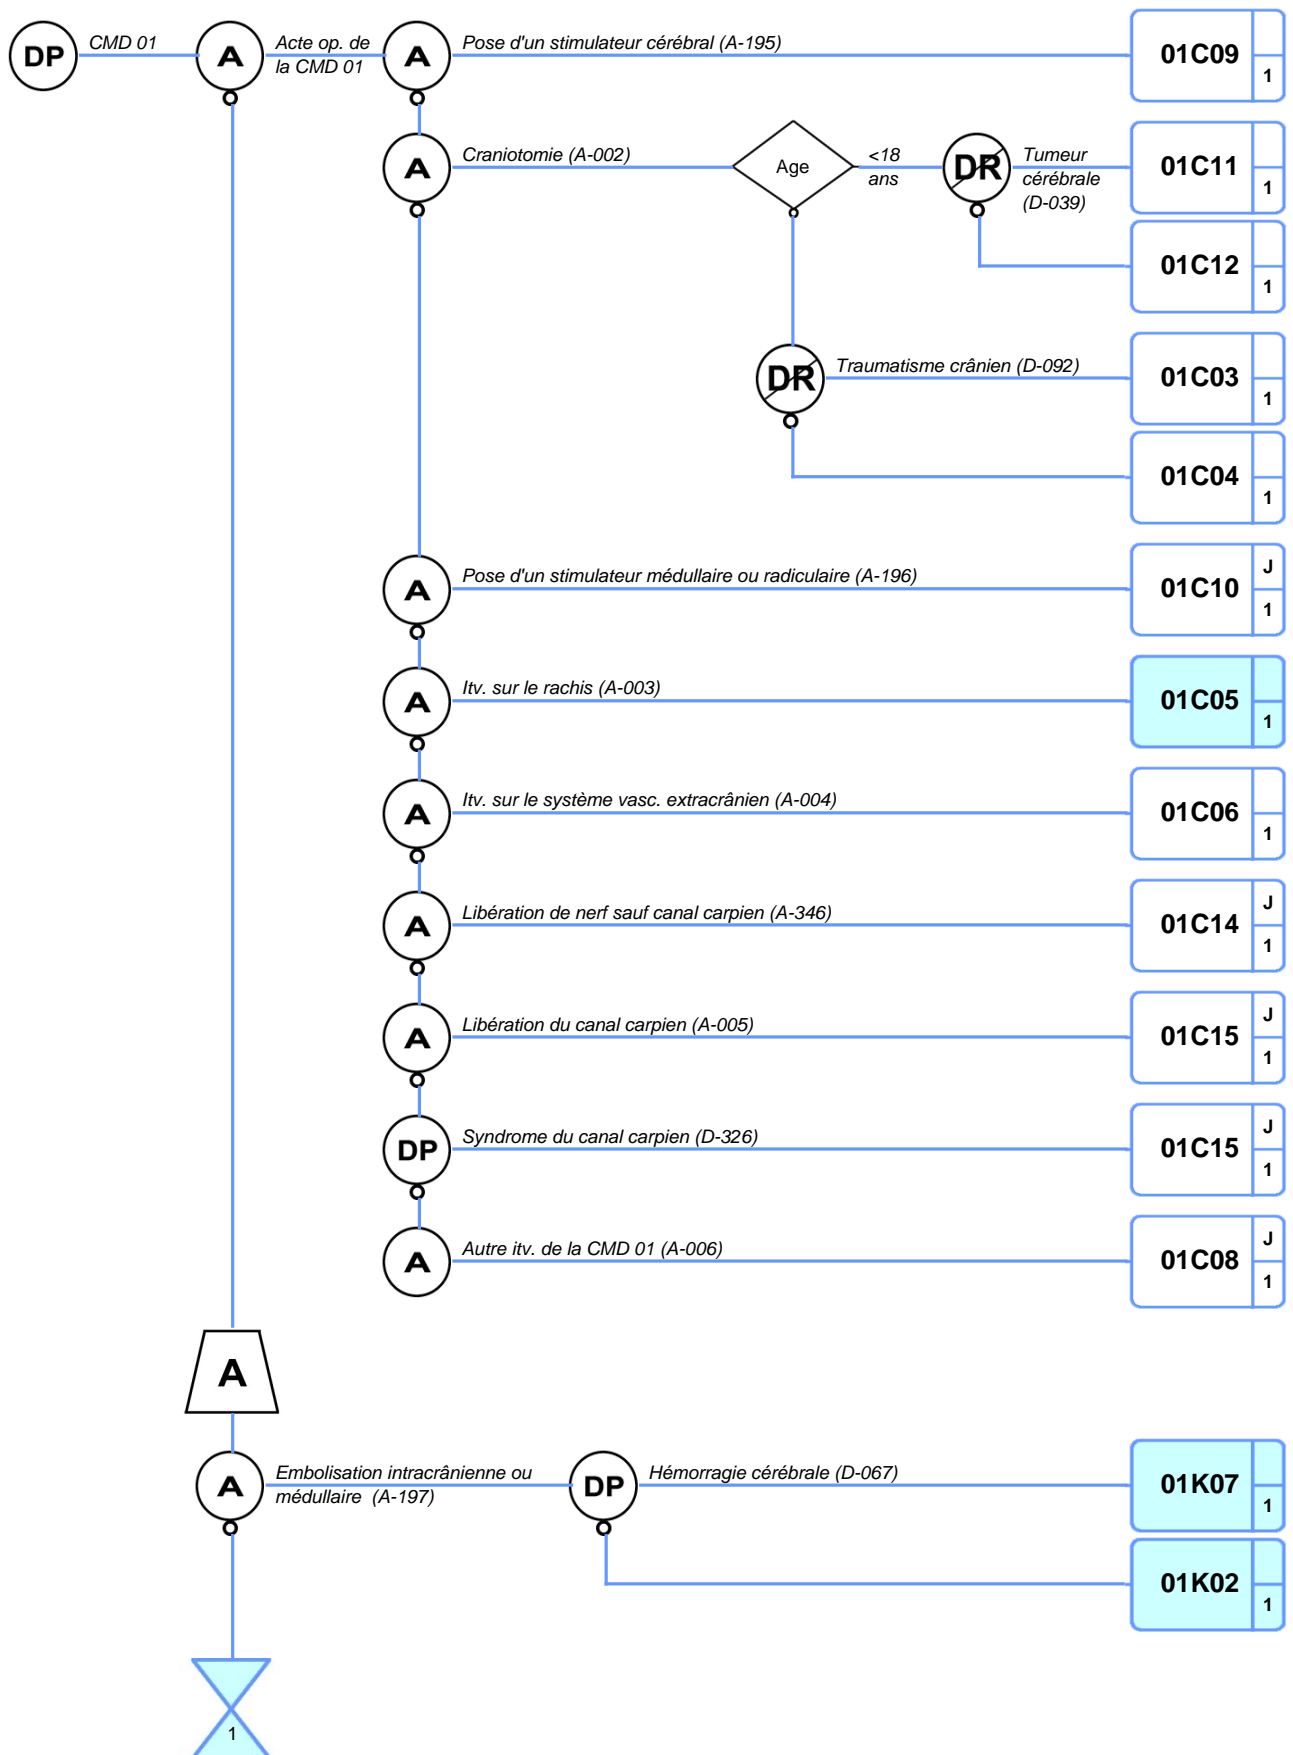 DP
CMD 01
A
Acte op. de
la CMD 01
A
Pose d'un stimulateur cérébral (A-195)
01C09
1
A
Craniotomie (A-002)
Age
<18
ans
DR
Tumeur
cérébrale
(D-039)
01C11
1
01C12
1
DR
Traumatisme crânien (D-092)
01C03
1
01C04
1
A
Pose d'un stimulateur médullaire ou radiculaire (A-196)
01C10
J
1
A
Itv. sur le rachis (A-003)
01C05
1
A
Itv. sur le système vasc. extracrânien (A-004)
01C06
1
A
Libération de nerf sauf canal carpien (A-346)
01C14
J
1
A
Libération du canal carpien (A-005)
01C15
J
1
DP
Syndrome du canal carpien (D-326)
01C15
J
1
A
Autre itv. de la CMD 01 (A-006)
01C08
J
1
A
A
Embolisation intracrânienne ou
médullaire (A-197)
DP
Hémorragie cérébrale (D-067)
01K07
1
01K02
1
1